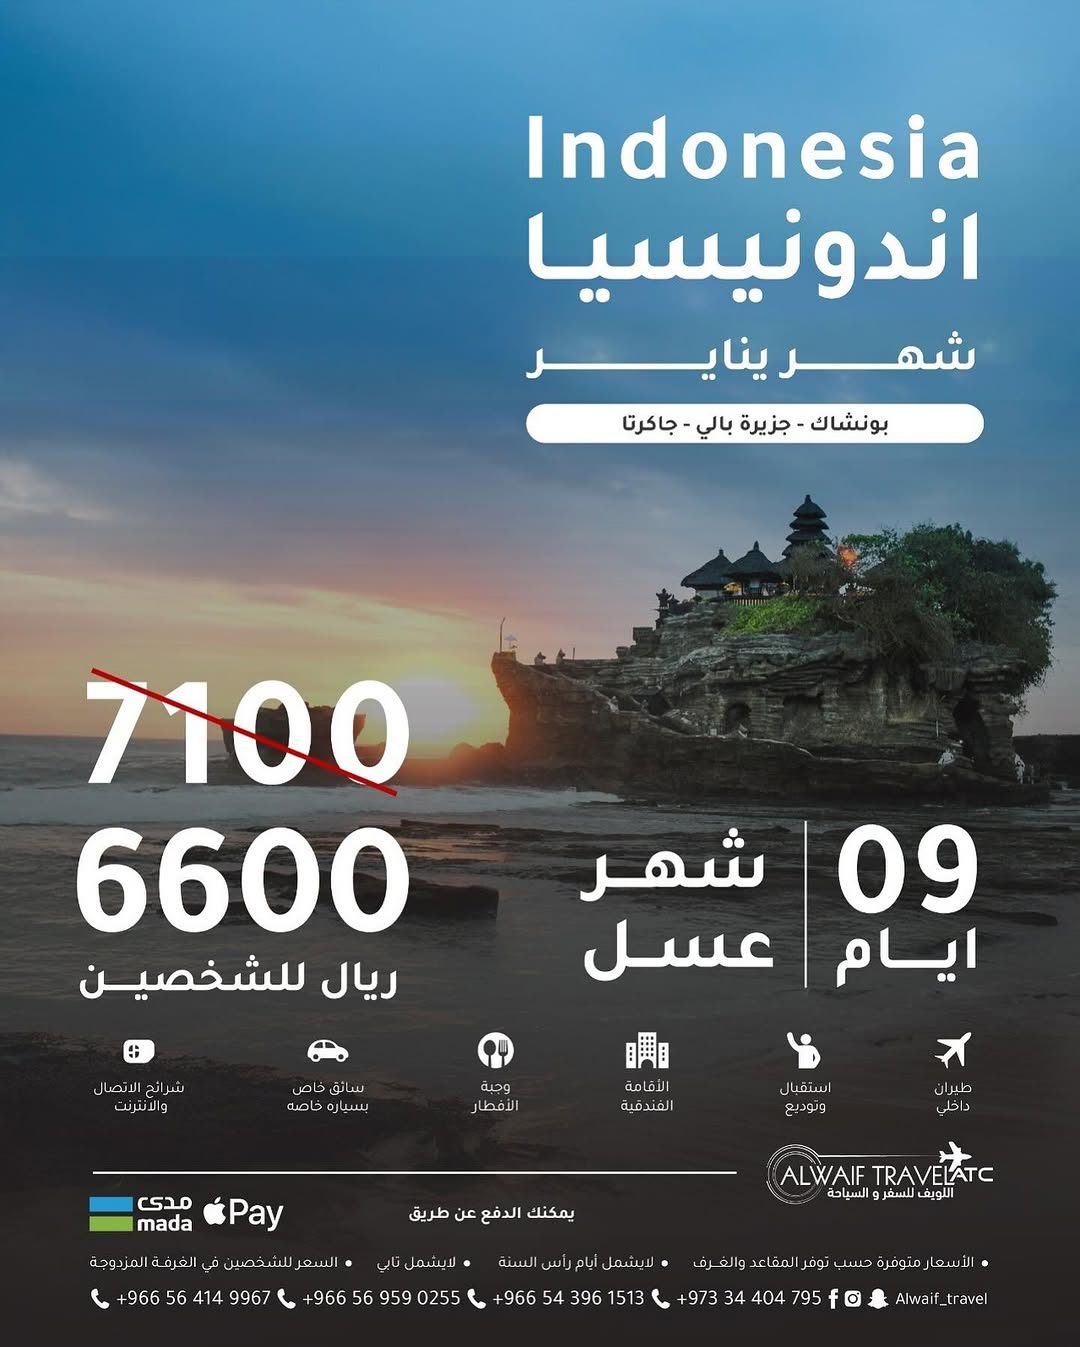 Indonesia
اندونيسيا
شهر يناير
بونشاك - جزيرة بالي - جاكرتا
7100
6600
ريال للشخصين
09
ايام
شهر
عسل
طيران
داخلي
استقبال
وتوديع
الأقامة
الفندقية
وجبة
الأفطار
سائق خاص
بسياره خاصه
شرائح الاتصال
والانترنت
ALWAIF TRAVEL ATC
اللويف للسفر و السياحة
يمكنك الدفع عن طريق
Pay
مدى
mada
• الأسعار متوفرة حسب توفر المقاعد والغرف • لايشمل أيام رأس السنة • لايشمل تابي • السعر للشخصين في الغرفة المزدوجة
+966 56 414 9967 +966 56 959 0255 +966 54 396 1513 +973 34 404 795 Alwaif_travel